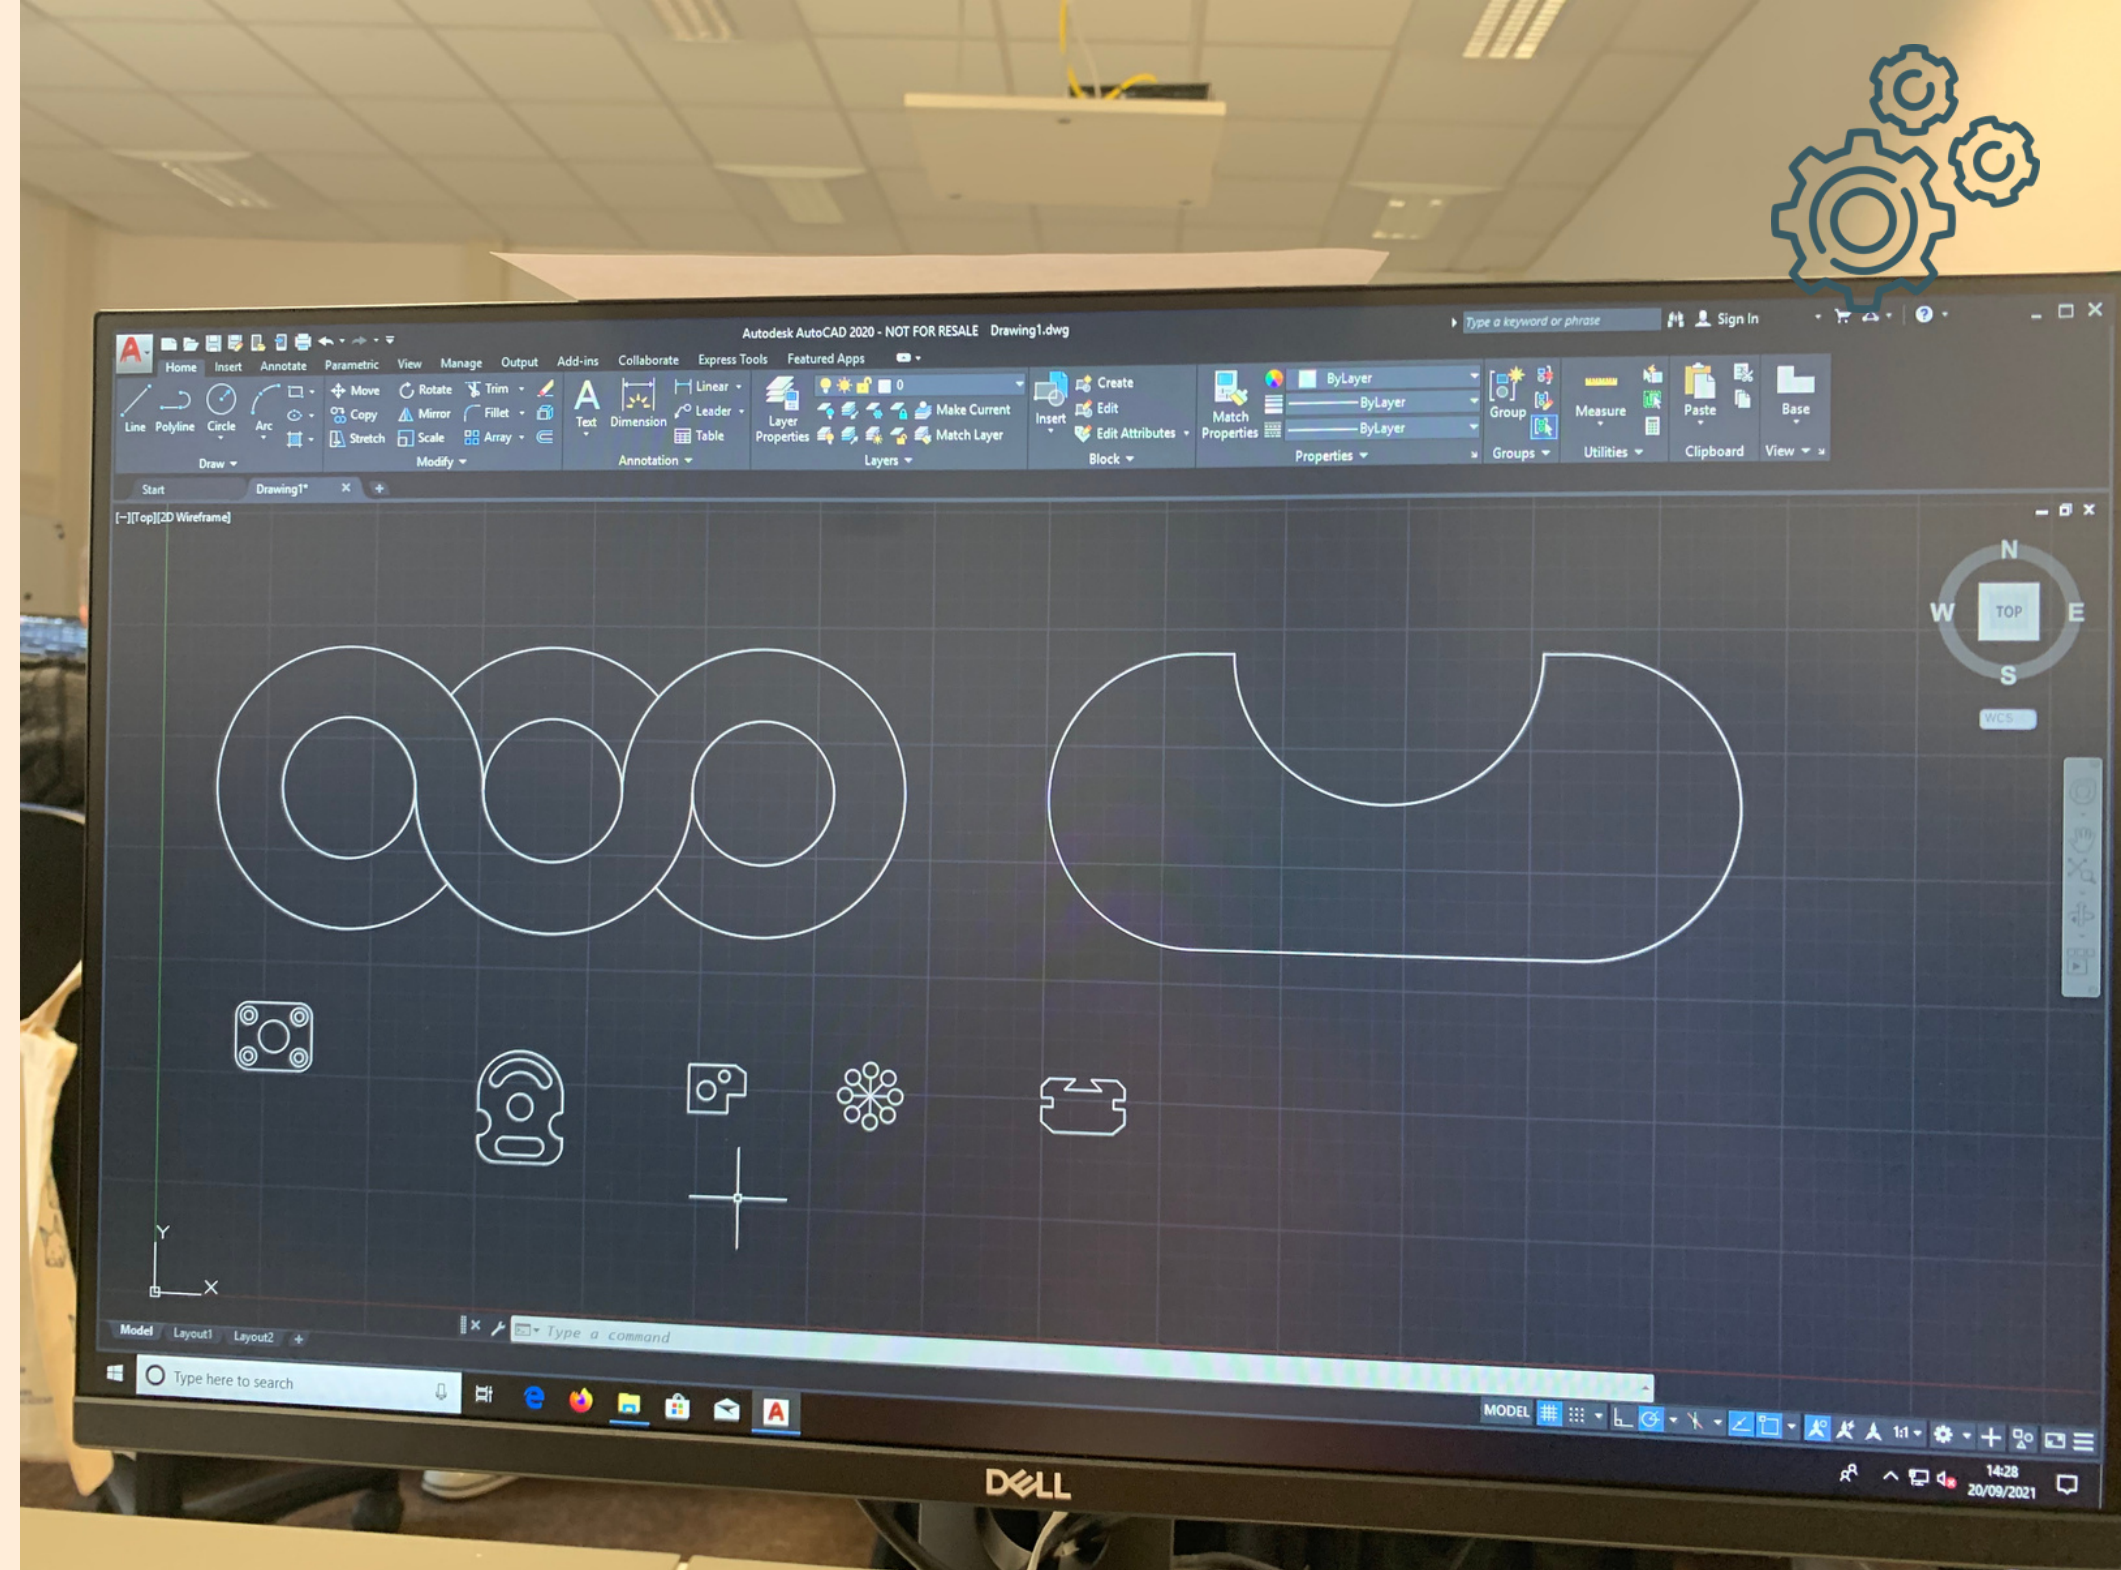 Autodesk AutoCAD 2020 - NOT FOR RESALE Drawing1.dwg
Type a keyword or phrase
Sign In
Home Insert Annotate Parametric View Manage Output Add-ins Collaborate Express Tools Featured Apps
Line Polyline Circle Arc
Move Rotate Trim
Copy Mirror Fillet
Stretch Scale Array
Text Dimension
Linear
Leader
Table
Layer Properties
0
Make Current
Match Layer
Insert
Create
Edit
Edit Attributes
Match Properties
ByLayer
ByLayer
ByLayer
Group
Measure
Paste
Base
Draw Modify Annotation Layers Block Properties Groups Utilities Clipboard View
Start Drawing1*
[-][Top][2D Wireframe]
N
W TOP E
S
WCS
Y
X
Model Layout1 Layout2
Type a command
Type here to search
MODEL
1:1
14:28
20/09/2021
DELL